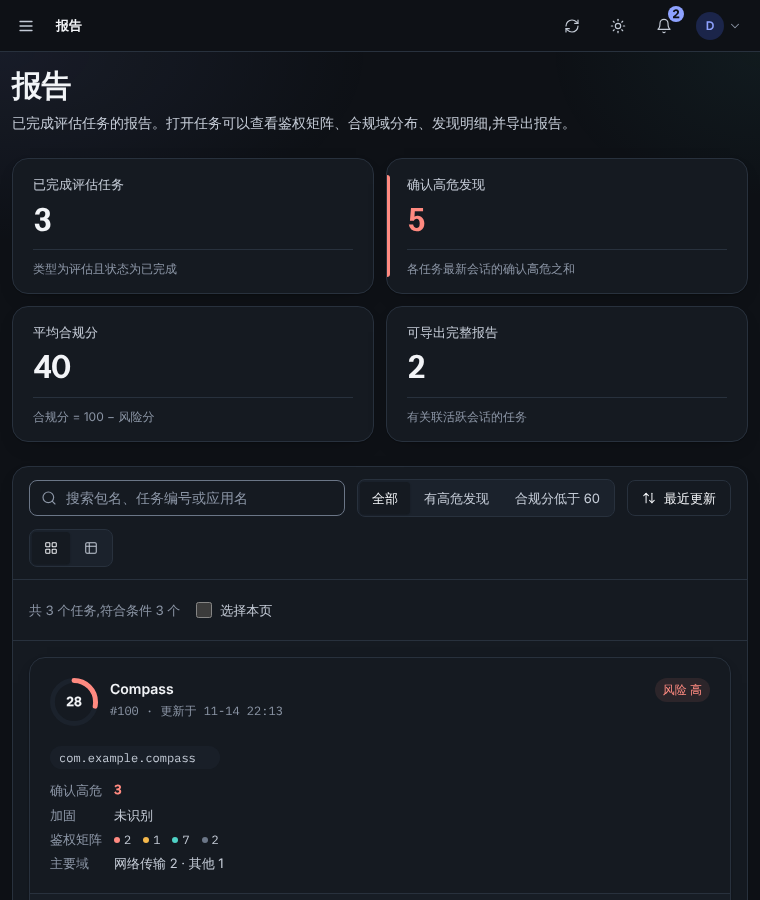 报告
2
D
报告
已完成评估任务的报告。打开任务可以查看鉴权矩阵、合规域分布、发现明细,并导出报告。
已完成评估任务
3
类型为评估且状态为已完成
确认高危发现
5
各任务最新会话的确认高危之和
平均合规分
40
合规分 = 100 − 风险分
可导出完整报告
2
有关联活跃会话的任务
搜索包名、任务编号或应用名
全部 有高危发现 合规分低于 60
最近更新
共 3 个任务,符合条件 3 个 选择本页
28
Compass
风险 高
#100 · 更新于 11-14 22:13
com.example.compass
确认高危 3
加固 未识别
鉴权矩阵 2 1 7 2
主要域 网络传输 2 · 其他 1